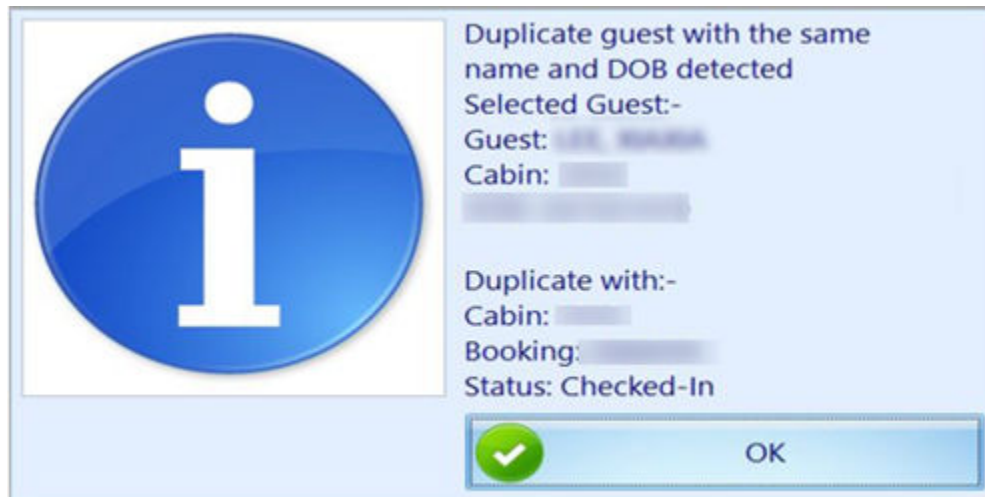 Duplicate guest with the same
name and DOB detected
Selected Guest:-
Guest:
Cabin:
Duplicate with:-
Cabin:
Booking:
Status: Checked-In
OK